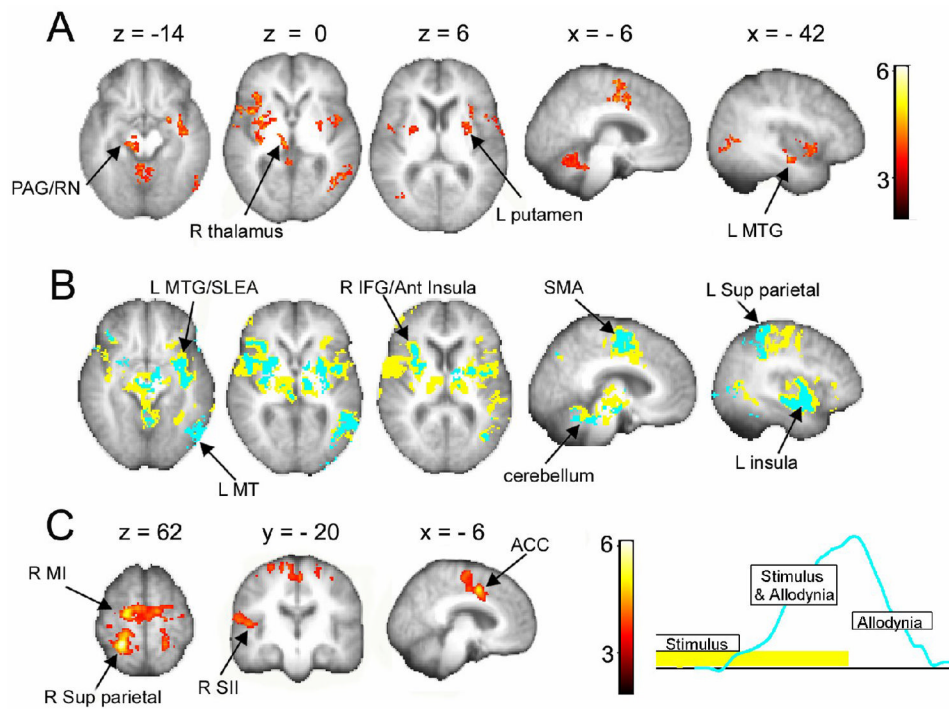 A
z = -14
z = 0
z = 6
x = - 6
x = - 42
6
3
PAG/RN
R thalamus
L putamen
L MTG
B
L MTG/SLEA
R IFG/Ant Insula
SMA
L Sup parietal
L MT
cerebellum
L insula
C
z = 62
y = - 20
x = - 6
R MI
ACC
R Sup parietal
R SII
6
3
Stimulus
& Allodynia
Allodynia
Stimulus